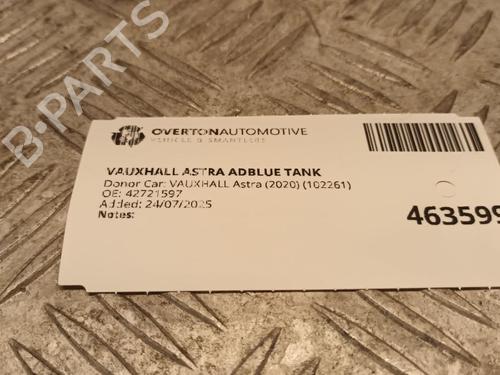 B-PARTS
OVERTONAUTOMOTIVE
VEHICLE DISMANTLERS
VAUXHALL ASTRA ADBLUE TANK
Donor Car: VAUXHALL Astra (2020) (102261)
OE: 42721597
Added: 24/07/2025
Notes:
463599